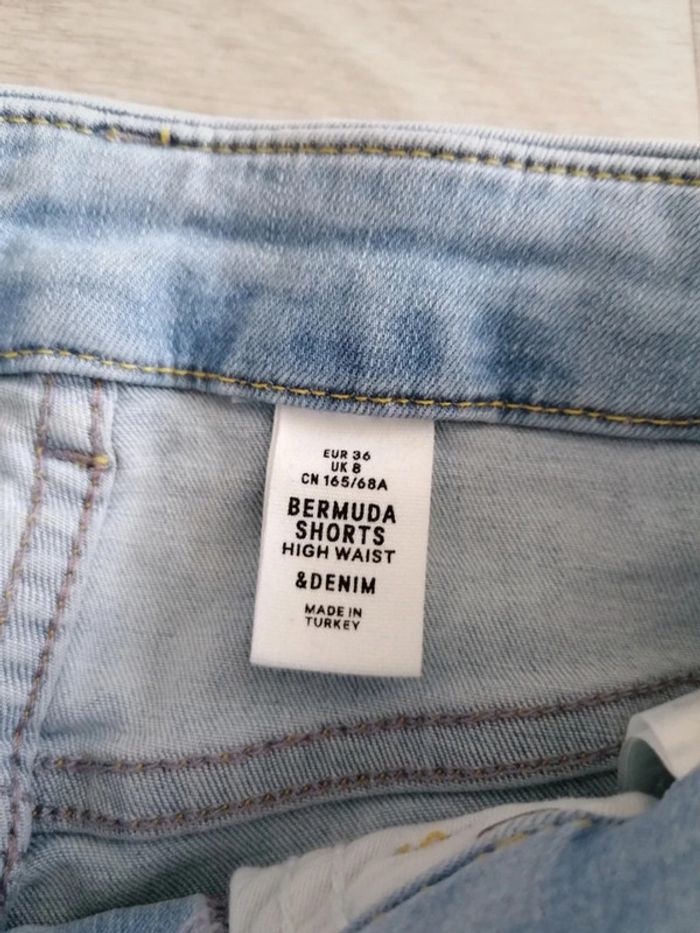 EUR 36
UK 8
CN 165/68A
BERMUDA
SHORTS
HIGH WAIST
&DENIM
MADE IN
TURKEY